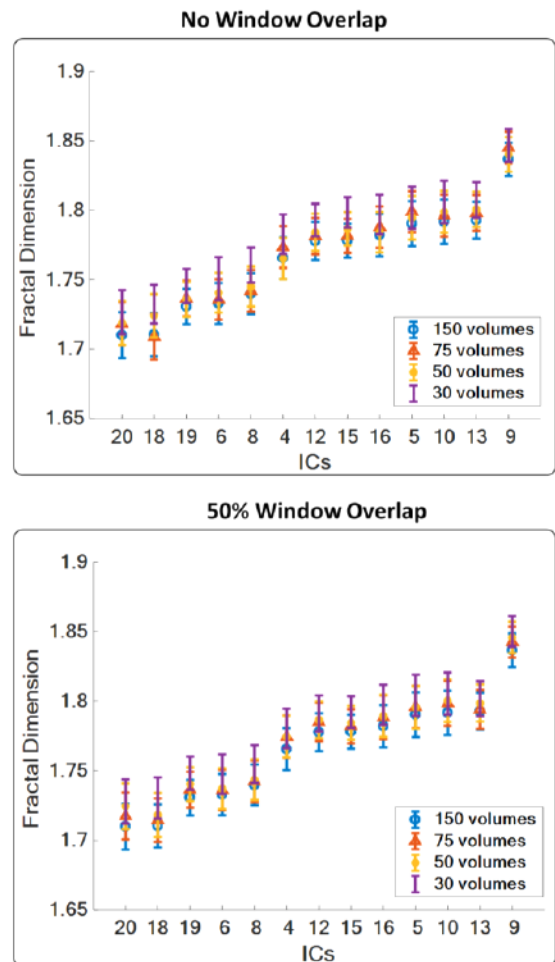 No Window Overlap
1.9
1.85
1.8
1.75
1.7
1.65
Fractal Dimension
150 volumes
75 volumes
50 volumes
30 volumes
20 18 19 6 8 4 12 15 16 5 10 13 9
ICs
50% Window Overlap
1.9
1.85
1.8
1.75
1.7
1.65
Fractal Dimension
150 volumes
75 volumes
50 volumes
30 volumes
20 18 19 6 8 4 12 15 16 5 10 13 9
ICs